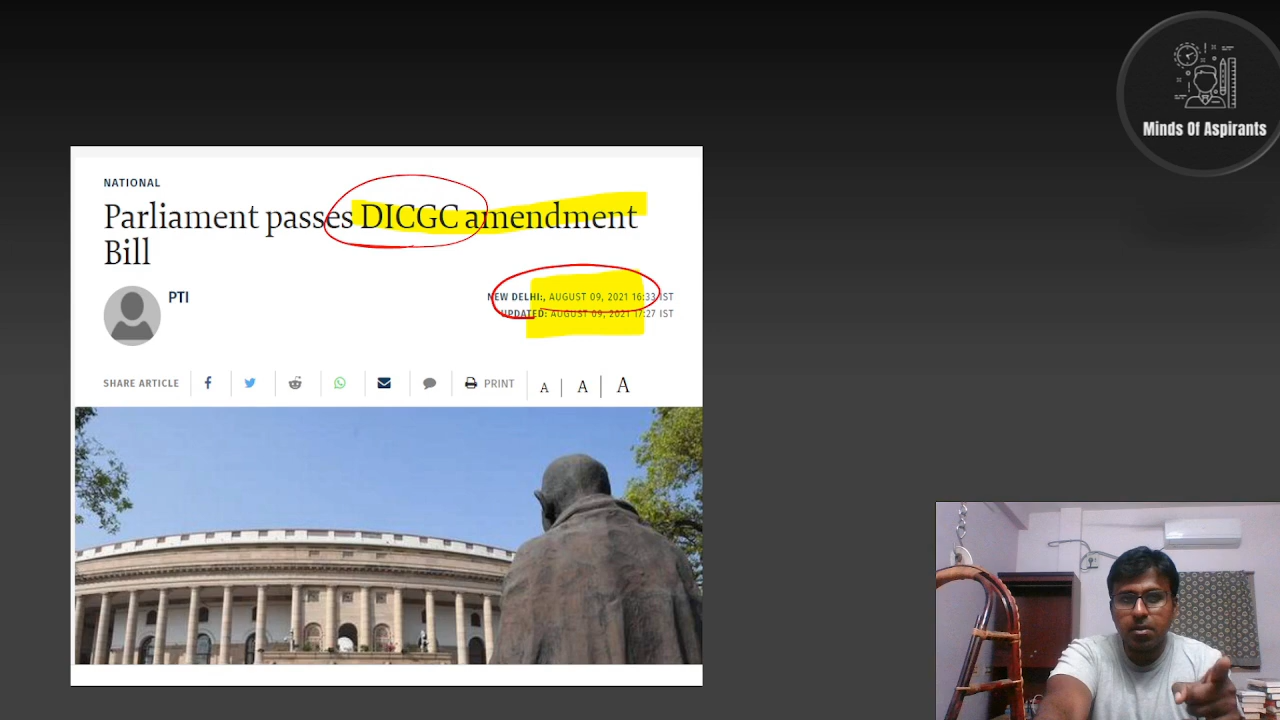 Minds Of Aspirants
NATIONAL
Parliament passes DICGC amendment
Bill
PTI
NEW DELHI:, AUGUST 09, 2021 16:33 IST
UPDATED: AUGUST 09, 2021 17:27 IST
SHARE ARTICLE
PRINT
A | A | A